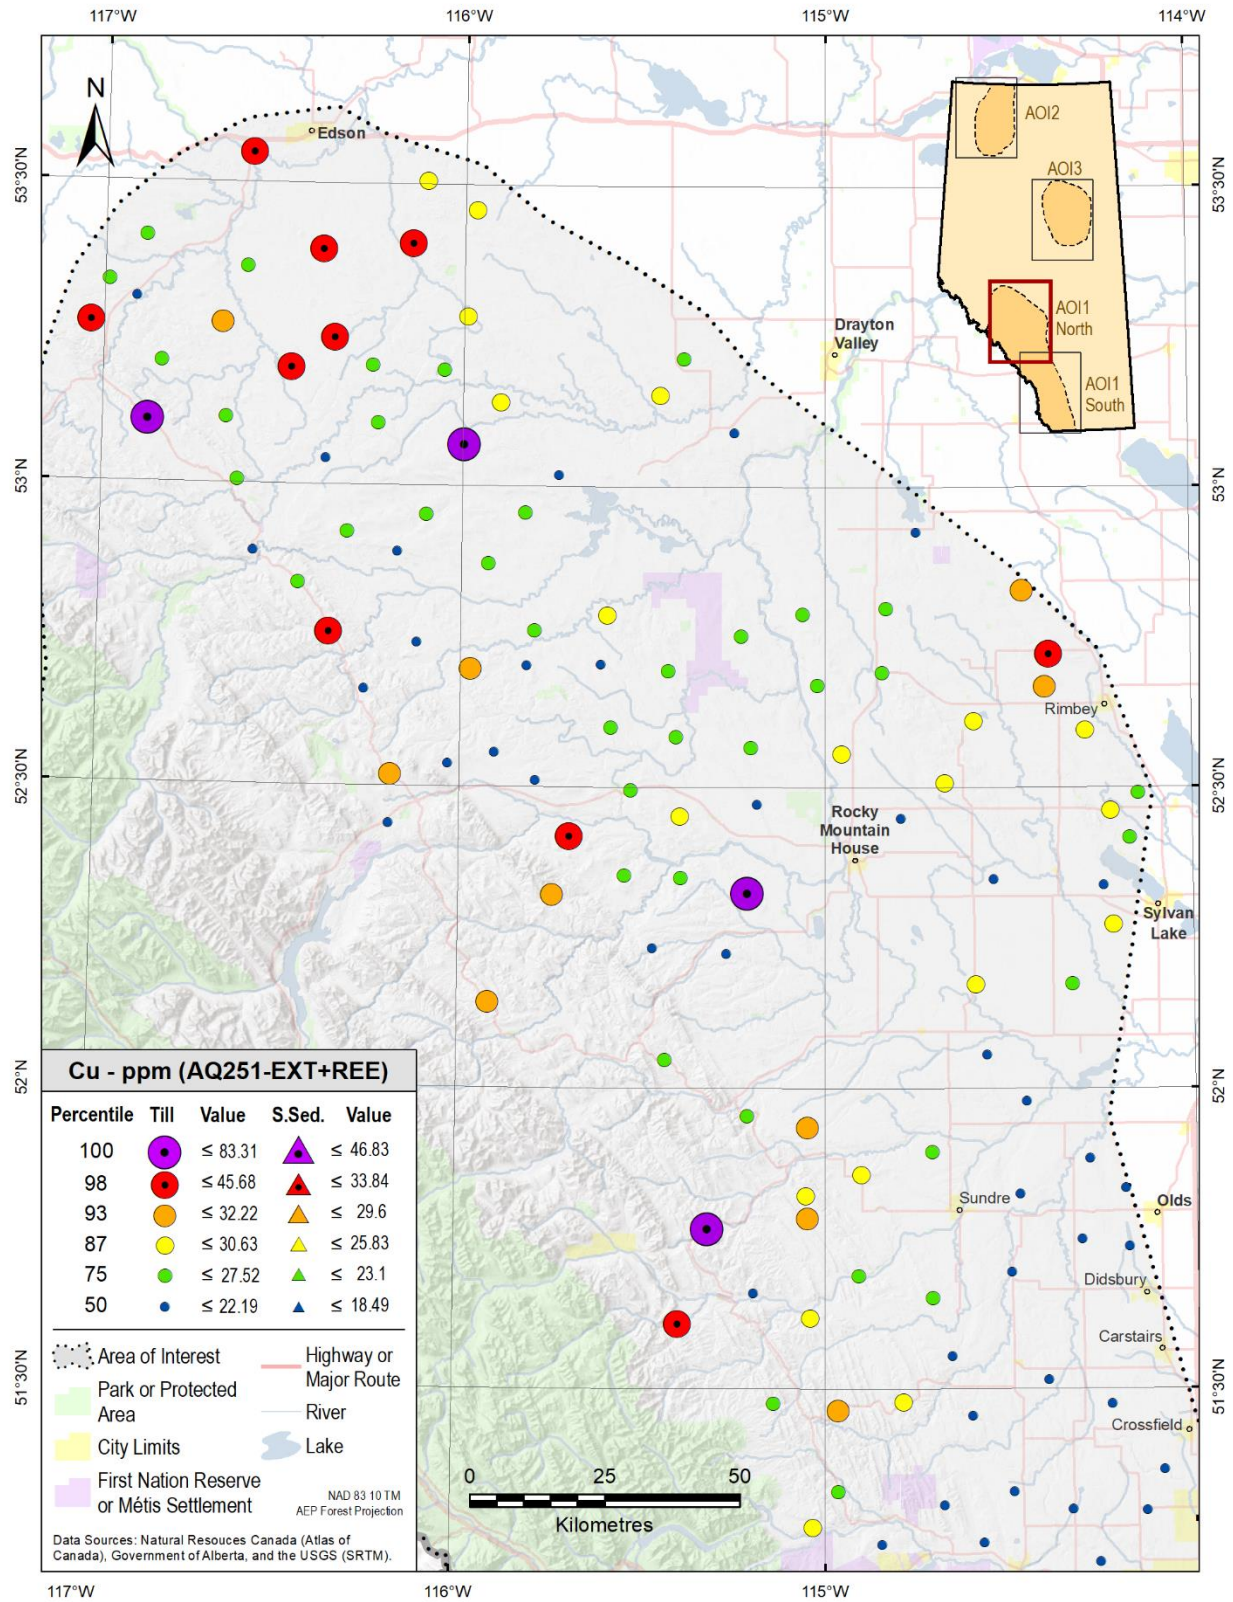 117°W 116°W 115°W 114°W
N
Edson
53°30'N 53°30'N
AOI2
AOI3
AOI1
North
AOI1
South
Drayton
Valley
53°N 53°N
Rimbey
52°30'N 52°30'N
Rocky
Mountain
House
Sylvan
Lake
52°N 52°N
Sundre
Olds
Didsbury
Carstairs
51°30'N 51°30'N
Crossfield
Cu - ppm (AQ251-EXT+REE)
Percentile Till Value S.Sed. Value
100 ≤ 83.31 ≤ 46.83
98 ≤ 45.68 ≤ 33.84
93 ≤ 32.22 ≤ 29.6
87 ≤ 30.63 ≤ 25.83
75 ≤ 27.52 ≤ 23.1
50 ≤ 22.19 ≤ 18.49
Area of Interest
Highway or
Major Route
Park or Protected
Area
River
City Limits
Lake
First Nation Reserve
or Métis Settlement
NAD 83 10 TM
AEP Forest Projection
Data Sources: Natural Resouces Canada (Atlas of
Canada), Government of Alberta, and the USGS (SRTM).
0 25 50
Kilometres
117°W 116°W 115°W